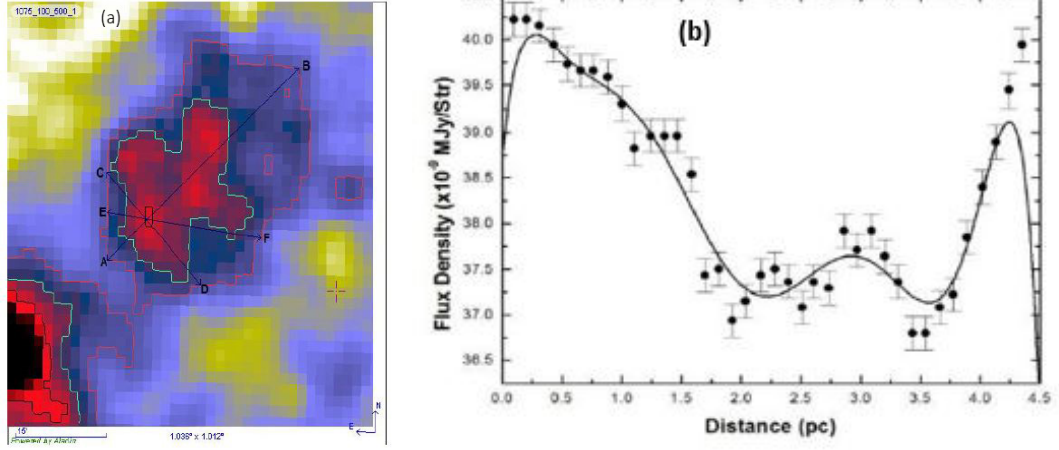 1075_100_500_1
(a)
B
C
E
F
A
D
N
E
15'
Powered by Aladin
1.036° x 1.012°
(b)
Flux Density (x10⁻⁹ MJy/Str)
40.0
39.5
39.0
38.5
38.0
37.5
37.0
36.5
0.0 0.5 1.0 1.5 2.0 2.5 3.0 3.5 4.0 4.5
Distance (pc)